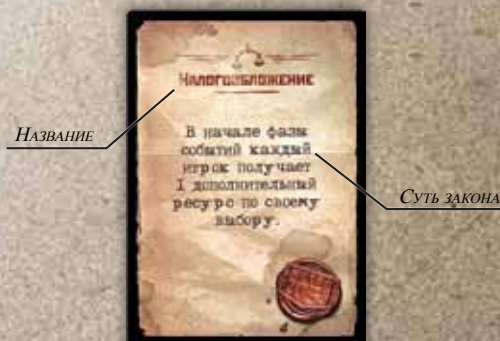 Налогообложение
Название
В начале фазы
событий каждый
игрок получает
1 дополнительный
ресурс по своему
выбору.
Суть закона